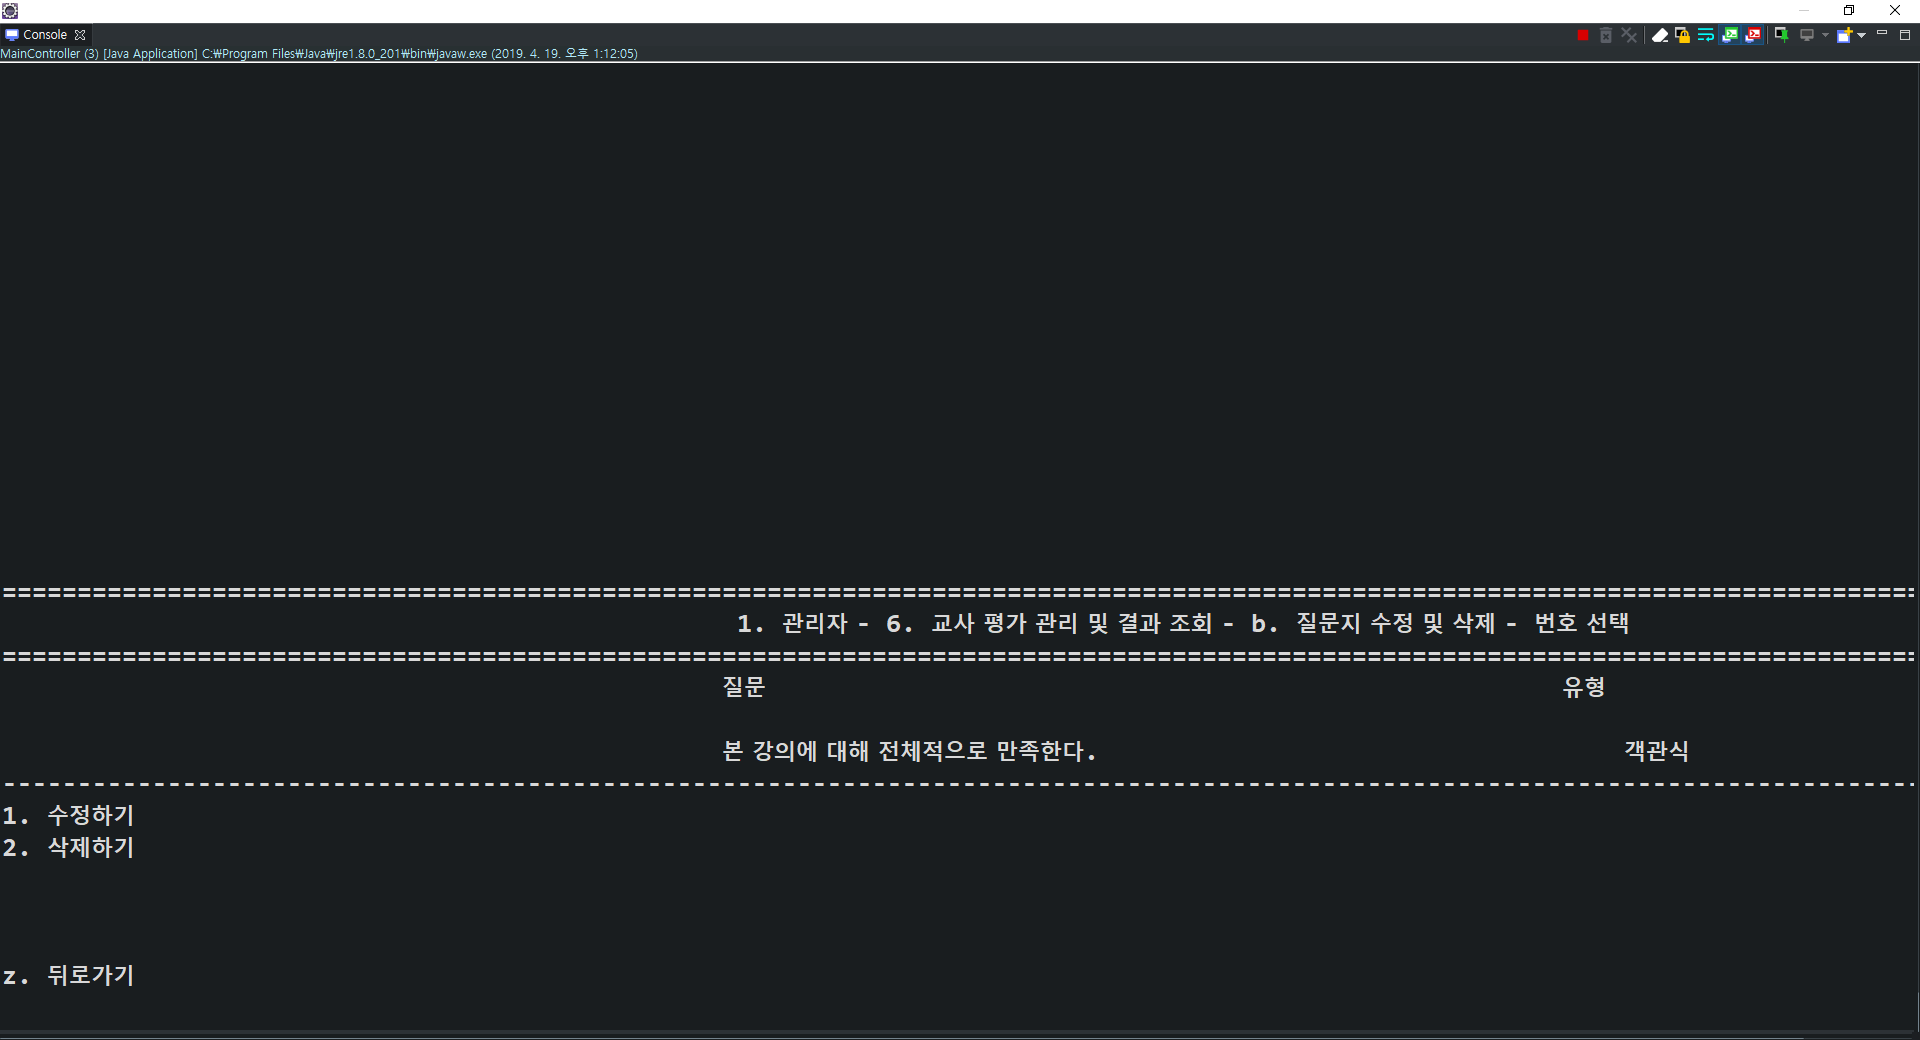 Console
MainController (3) [Java Application] C:₩Program Files₩Java₩jre1.8.0_201₩bin₩javaw.exe (2019. 4. 19. 오후 1:12:05)
================================================================================================================================
1. 관리자 - 6. 교사 평가 관리 및 결과 조회 - b. 질문지 수정 및 삭제 - 번호 선택
================================================================================================================================
질문 유형
본 강의에 대해 전체적으로 만족한다. 객관식
--------------------------------------------------------------------------------------------------------------------------------
1. 수정하기
2. 삭제하기
z. 뒤로가기